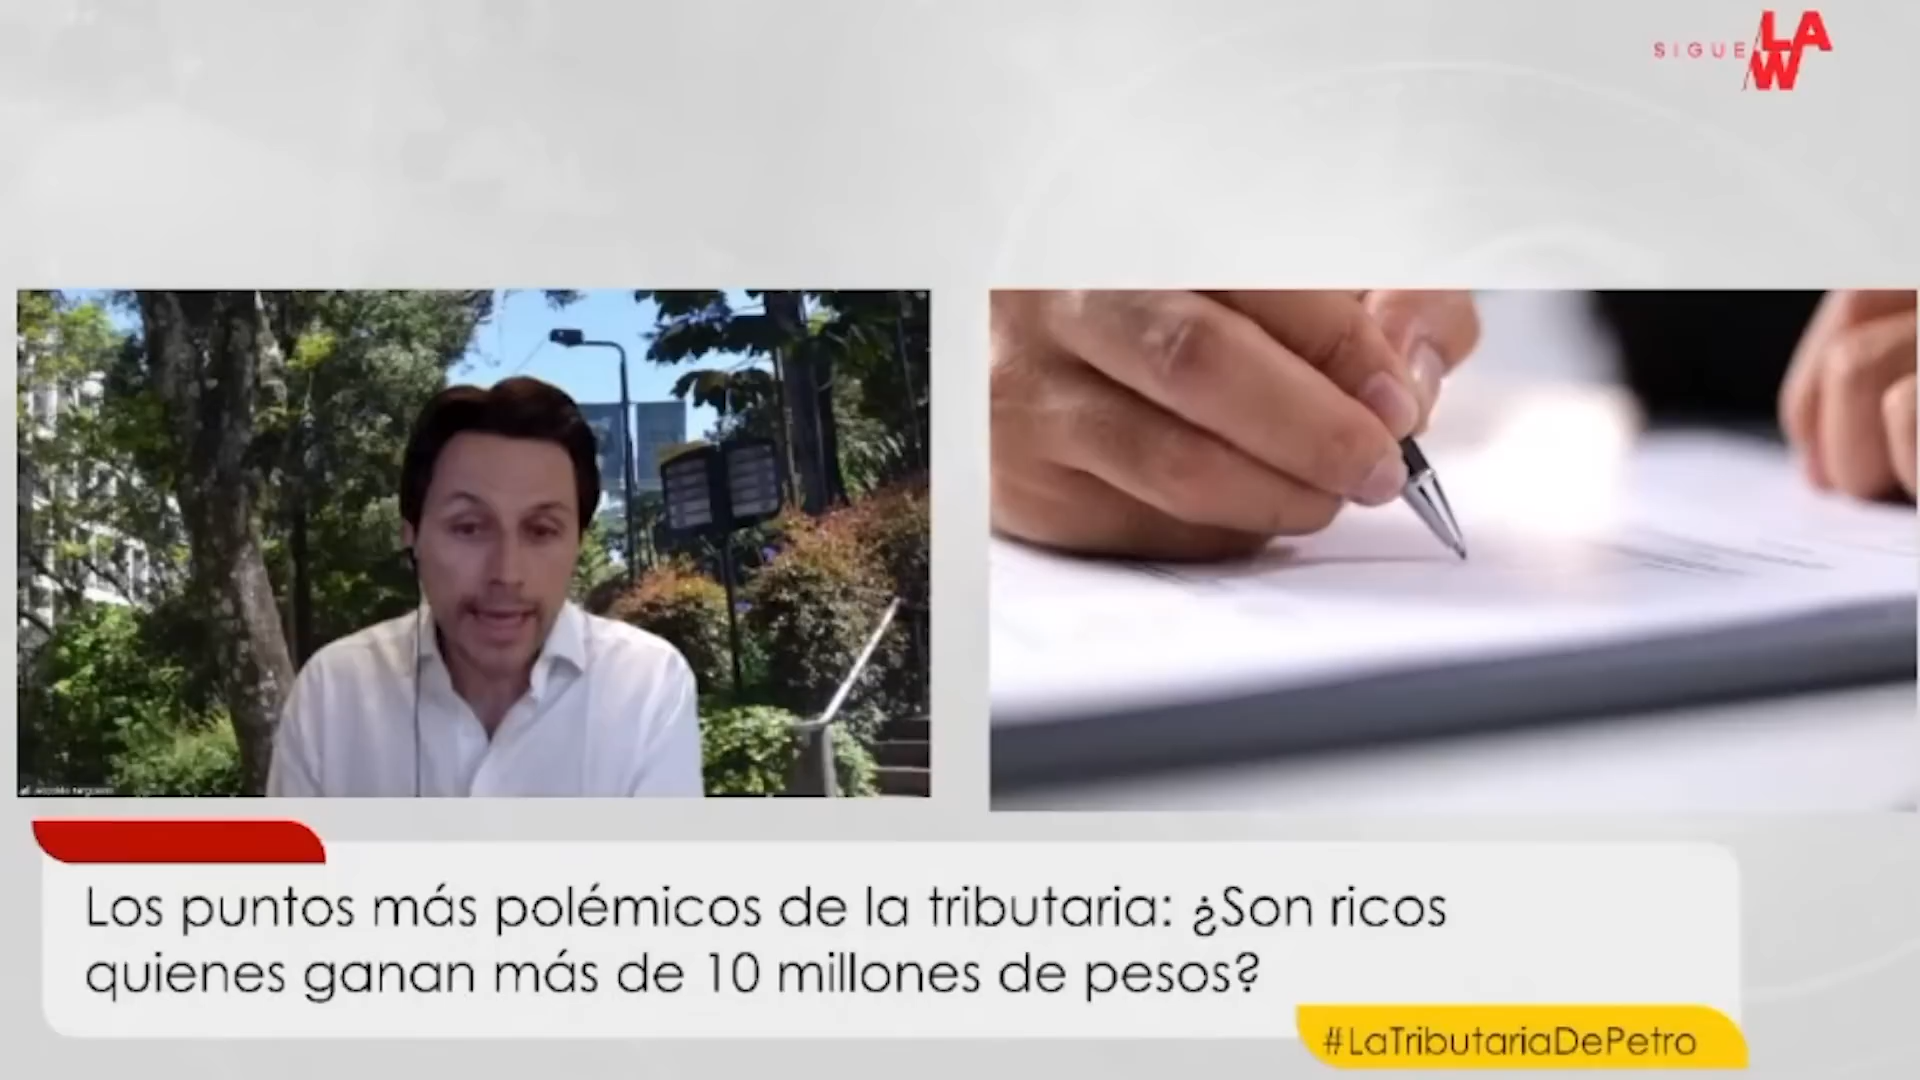 SIGUE LA W
Los puntos más polémicos de la tributaria: ¿Son ricos
quienes ganan más de 10 millones de pesos?
#LaTributariaDePetro